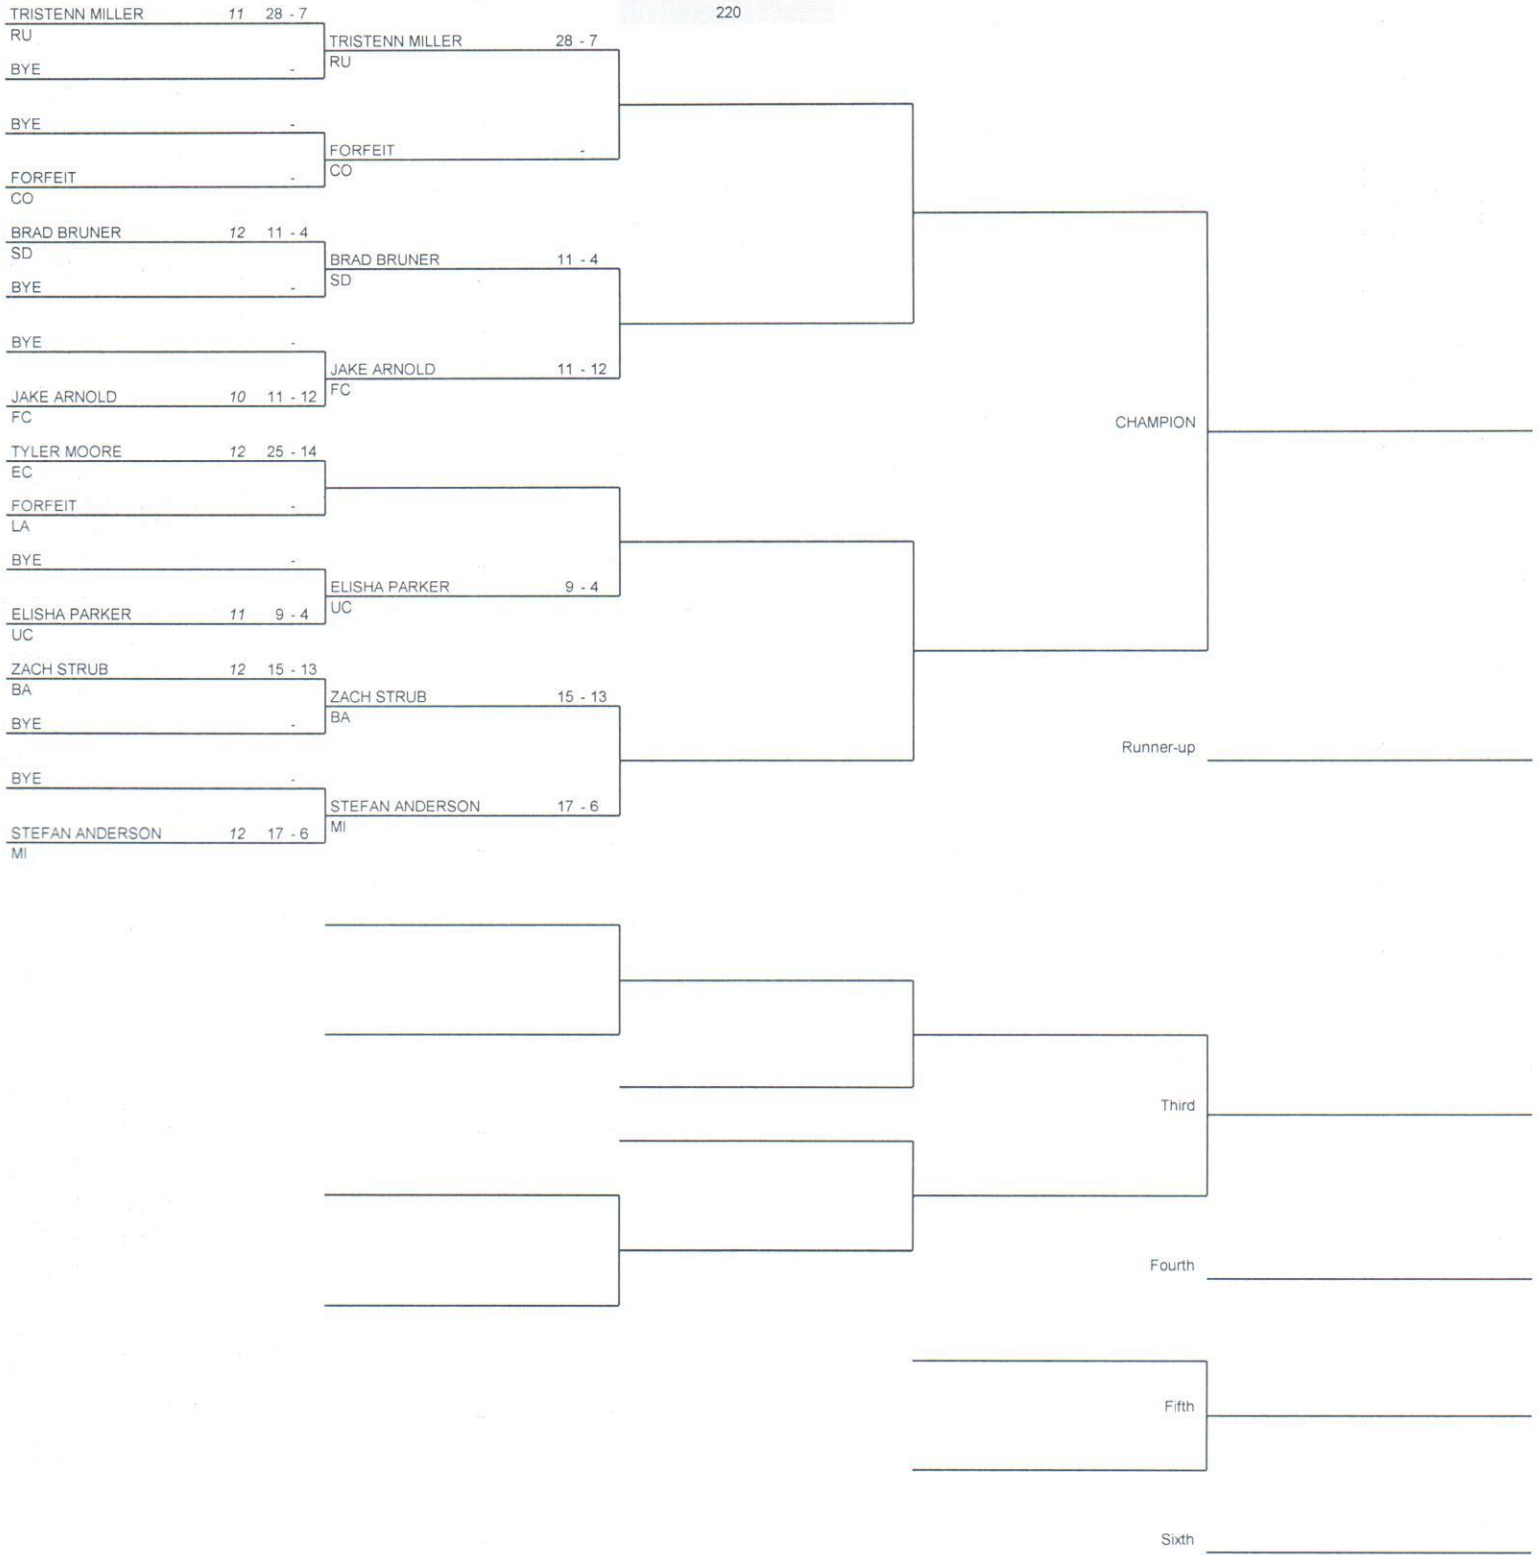 220
TRISTENN MILLER 11 28 - 7
RU
BYE -
BYE -
FORFEIT -
CO
BRAD BRUNER 12 11 - 4
SD
BYE -
BYE -
JAKE ARNOLD 10 11 - 12
FC
TYLER MOORE 12 25 - 14
EC
FORFEIT -
LA
BYE -
ELISHA PARKER 11 9 - 4
UC
ZACH STRUB 12 15 - 13
BA
BYE -
BYE -
STEFAN ANDERSON 12 17 - 6
MI
TRISTENN MILLER 28 - 7
RU
FORFEIT -
CO
BRAD BRUNER 11 - 4
SD
JAKE ARNOLD 11 - 12
FC
ELISHA PARKER 9 - 4
UC
ZACH STRUB 15 - 13
BA
STEFAN ANDERSON 17 - 6
MI
CHAMPION
Runner-up
Third
Fourth
Fifth
Sixth